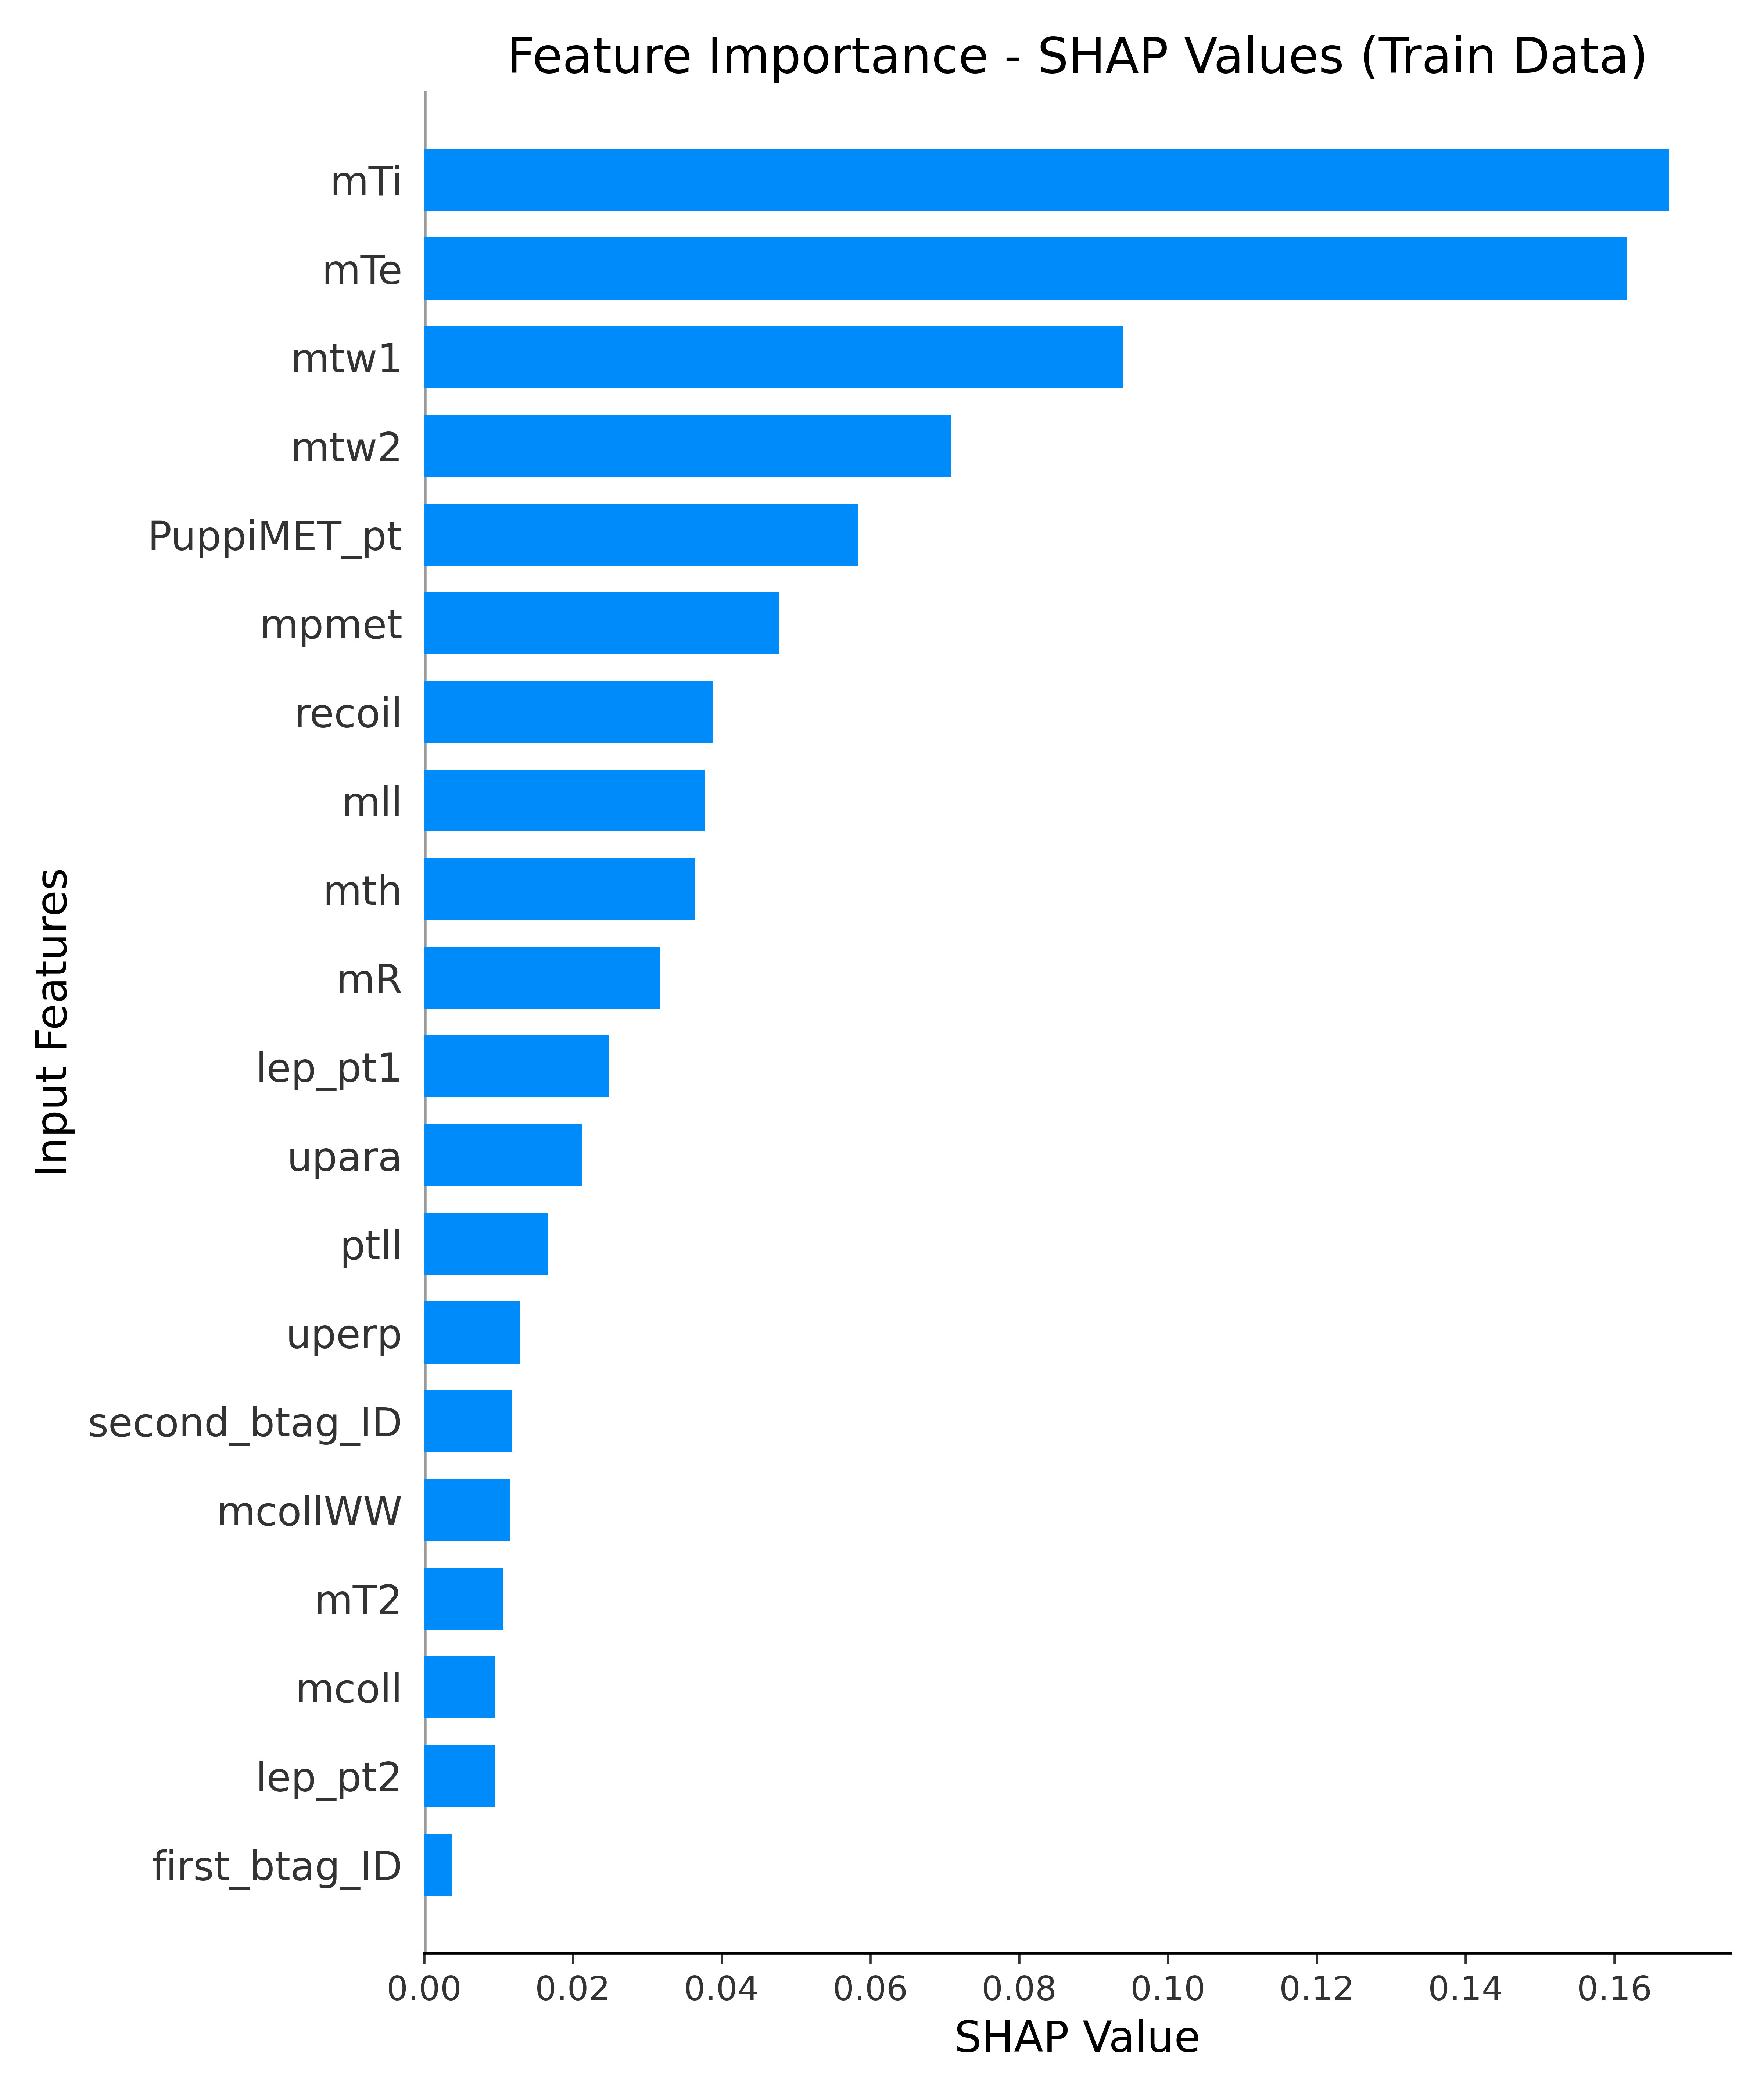 Feature Importance - SHAP Values (Train Data)
mTi
mTe
mtw1
mtw2
PuppiMET_pt
mpmet
recoil
mll
mth
mR
lep_pt1
upara
ptll
uperp
second_btag_ID
mcollWW
mT2
mcoll
lep_pt2
first_btag_ID
Input Features
0.00 0.02 0.04 0.06 0.08 0.10 0.12 0.14 0.16
SHAP Value